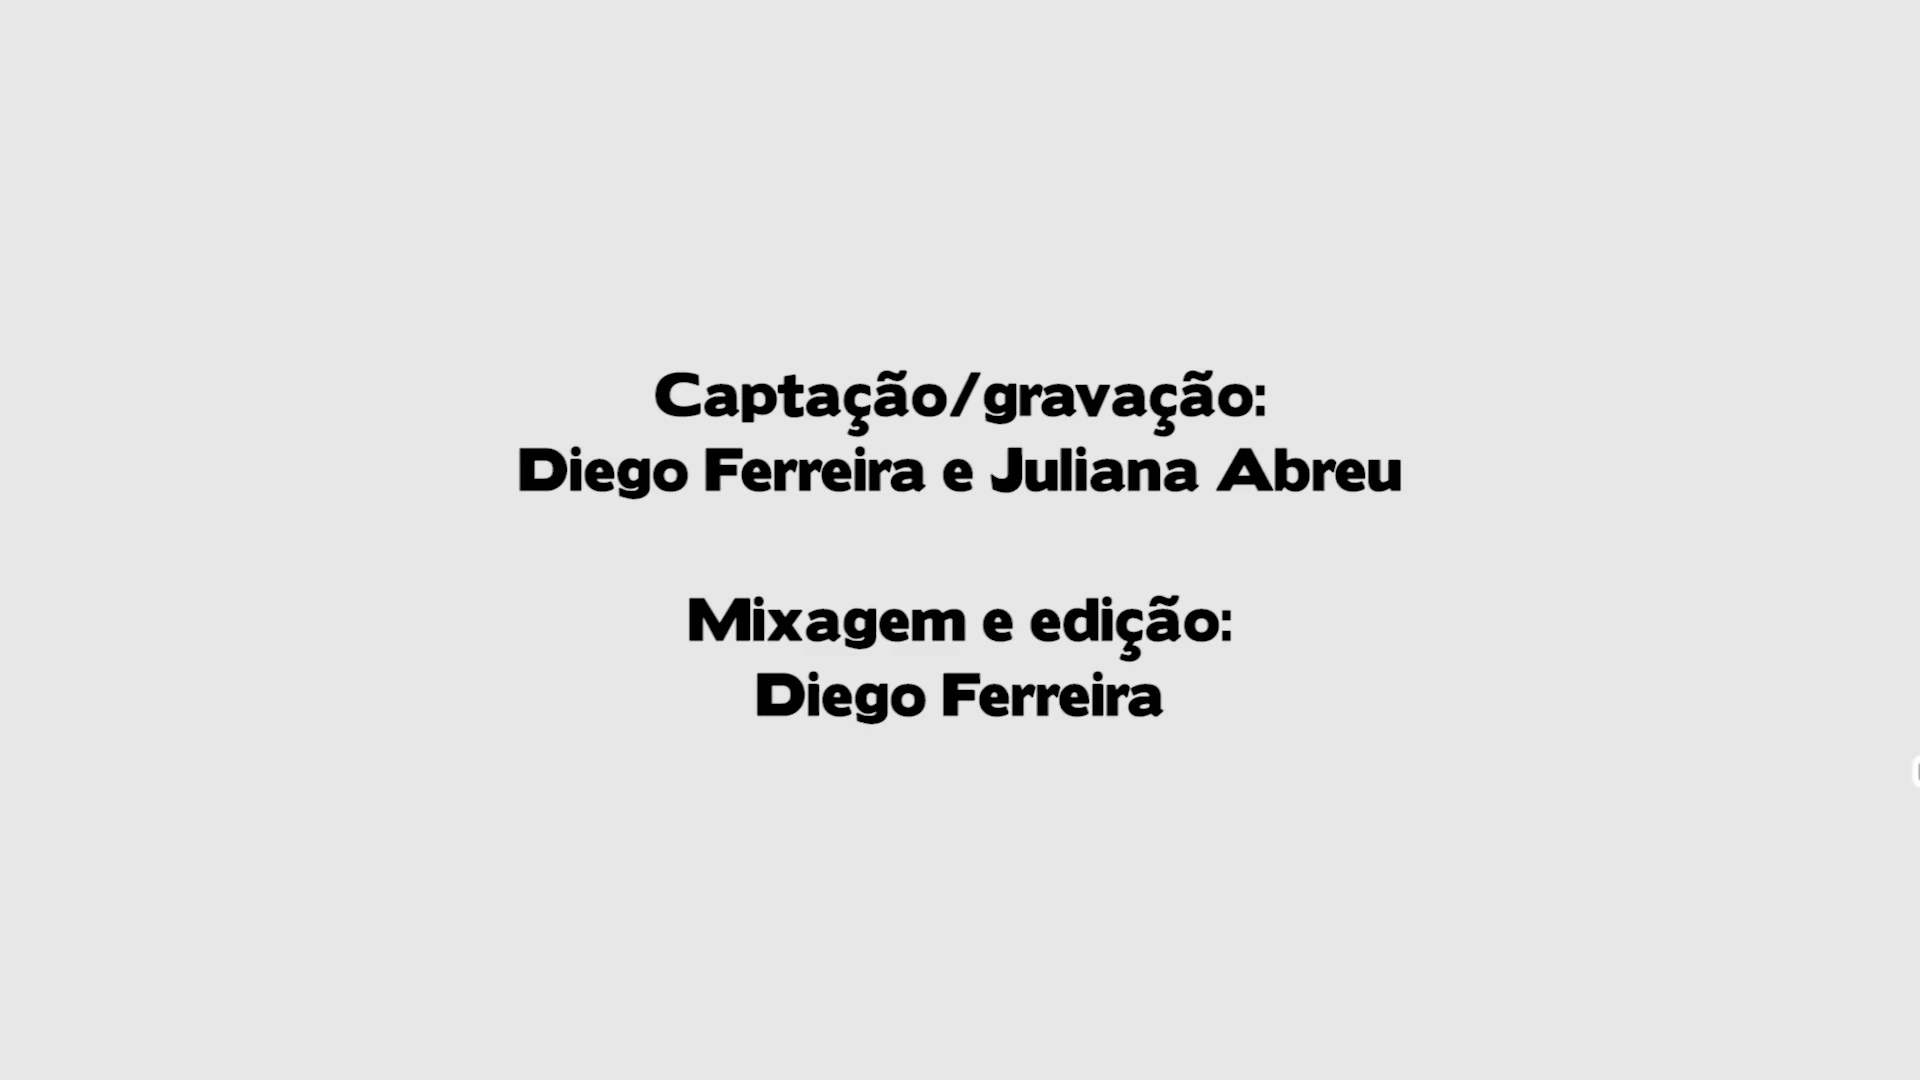 Captação/gravação:
Diego Ferreira e Juliana Abreu
Mixagem e edição:
Diego Ferreira